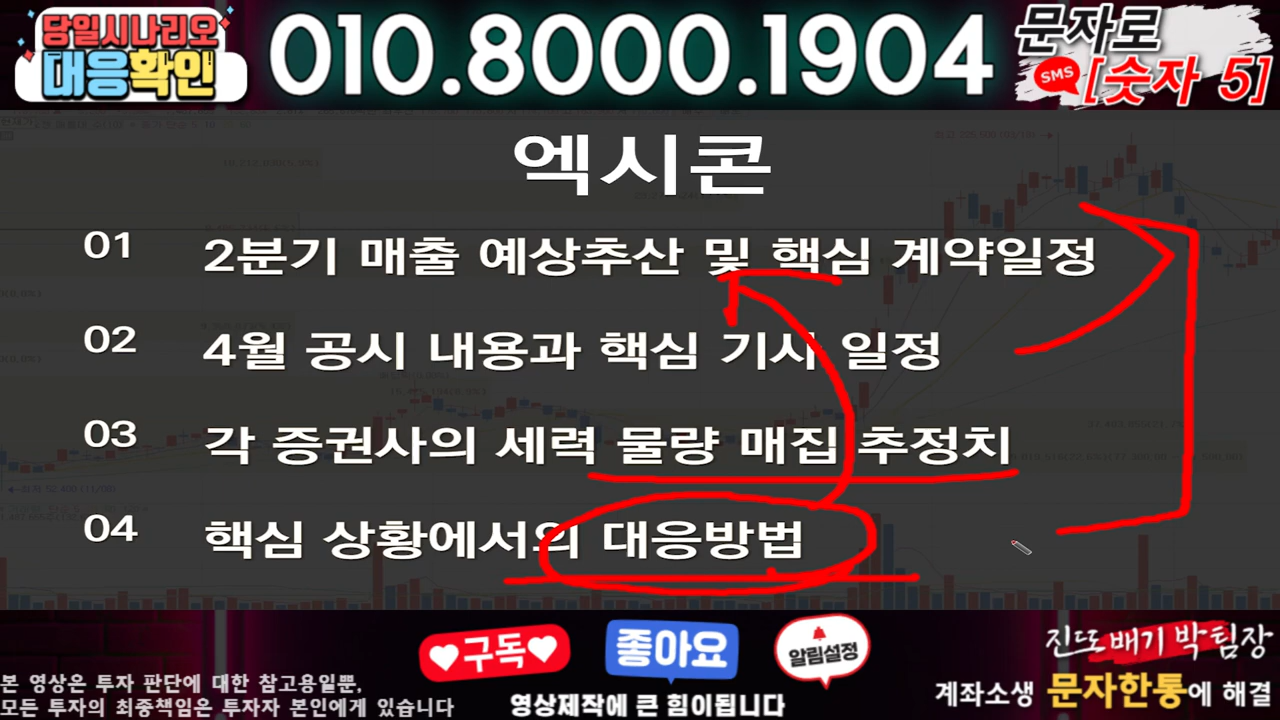 당일시나리오
대응확인
010.8000.1904
문자로
SMS [숫자 5]
엑시콘
01 2분기 매출 예상추산 및 핵심 계약일정
02 4월 공시 내용과 핵심 기사 일정
03 각 증권사의 세력 물량 매집 추정치
04 핵심 상황에서의 대응방법
구독
좋아요
알림설정
영상제작에 큰 힘이됩니다
본 영상은 투자 판단에 대한 참고용일뿐,
모든 투자의 최종책임은 투자자 본인에게 있습니다
진또배기 박팀장
계좌소생 문자한통에 해결